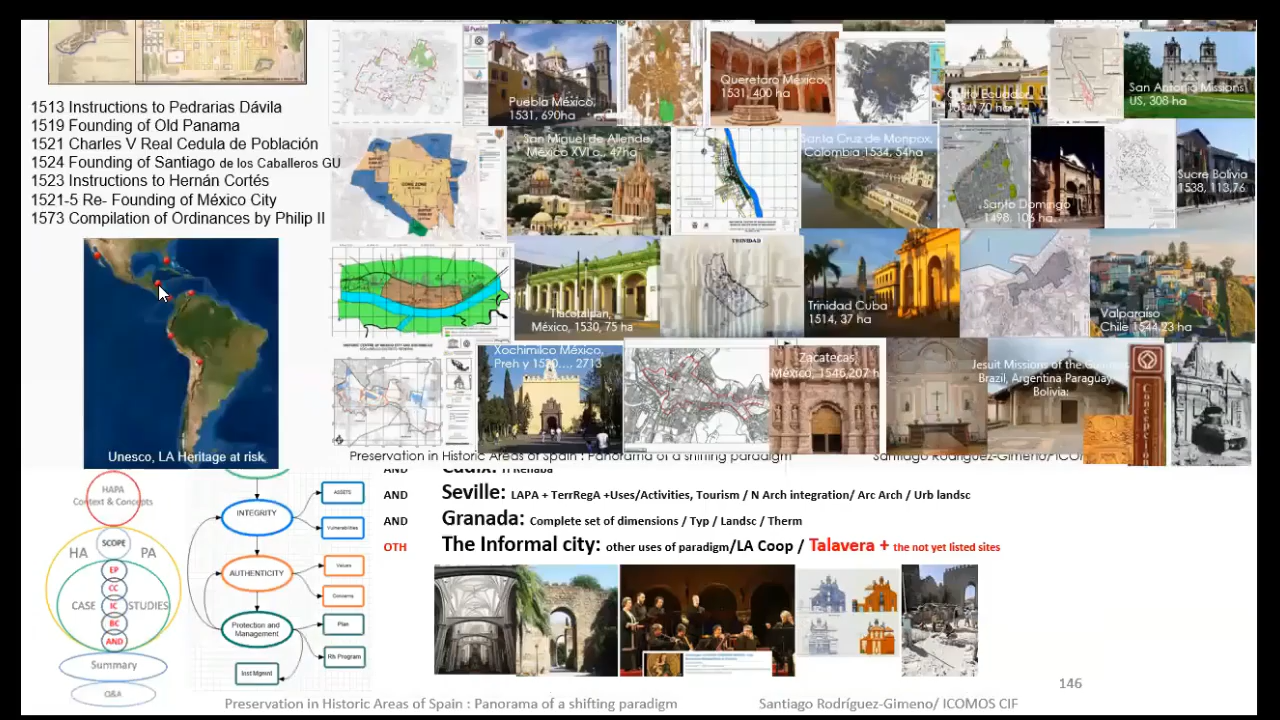 1513 Instructions to Pedrarias Dávila
1519 Founding of Old Panama
1521 Charles V Real Cedula de Población
1524 Founding of Santiago de los Caballeros GU
1523 Instructions to Hernán Cortés
1521-5 Re- Founding of México City
1573 Compilation of Ordinances by Philip II
Unesco, LA Heritage at risk
Puebla México,
1531, 690ha
Queretaro México,
1531, 400 ha
San Antonio Missions
US, 308 ha
San Miguel de Allende,
México XVI c., 47ha
Santa Cruz de Monpox,
Colombia 1534, 54ha
Santo Domingo
1498, 106 ha
Sucre Bolivia
1538, 113,76
TRINIDAD
Tlacotalpan,
México, 1530, 75 ha
Trinidad Cuba
1514, 37 ha
Valparaiso
Chile 1544,23 ha
Xochimilco México,
Preh y 1520..., 2713
Zacatecas
México, 1546,207 h
Jesuit Missions of the
Brazil, Argentina Paraguay,
Bolivia:
Concepcion
Preservation in Historic Areas of Spain : Panorama of a shifting paradigm
Santiago Rodríguez-Gimeno/ ICOM
HAPA
Context & Concepts
SCOPE
HA
PA
EP
CC
CASE
IC
STUDIES
BC
AND
Summary
Q&A
INTEGRITY
ASSETS
Vulnerabilities
AUTHENTICITY
Values
Concerns
Protection and
Management
Plan
Rh Program
Inst Mgmnt
AND
AND Seville: LAPA + TerrRegA +Uses/Activities, Tourism / N Arch integration/ Arc Arch / Urb landsc
AND Granada: Complete set of dimensions / Typ / Landsc / Therm
OTH The Informal city: other uses of paradigm/LA Coop / Talavera + the not yet listed sites
146
Preservation in Historic Areas of Spain : Panorama of a shifting paradigm
Santiago Rodríguez-Gimeno/ ICOMOS CIF